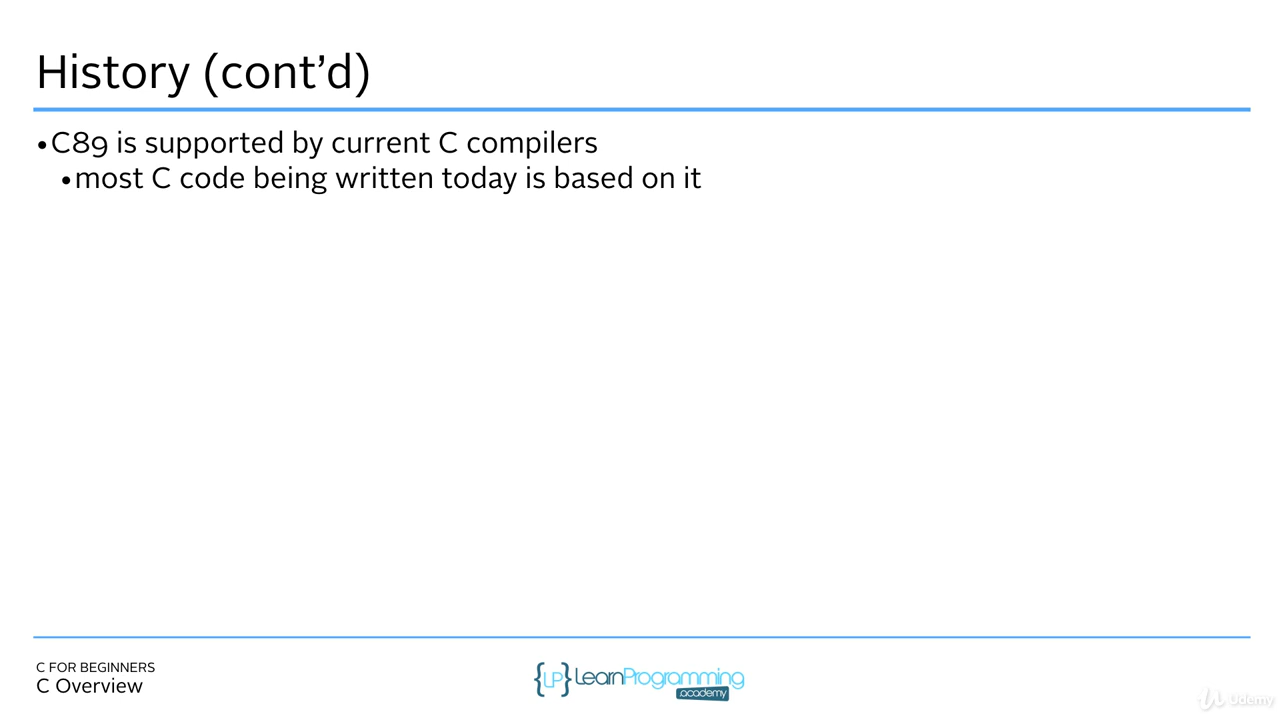 History (cont’d)
•C89 is supported by current C compilers
•most C code being written today is based on it
C FOR BEGINNERS
C Overview
{LP}LearnProgramming
.academy
Udemy